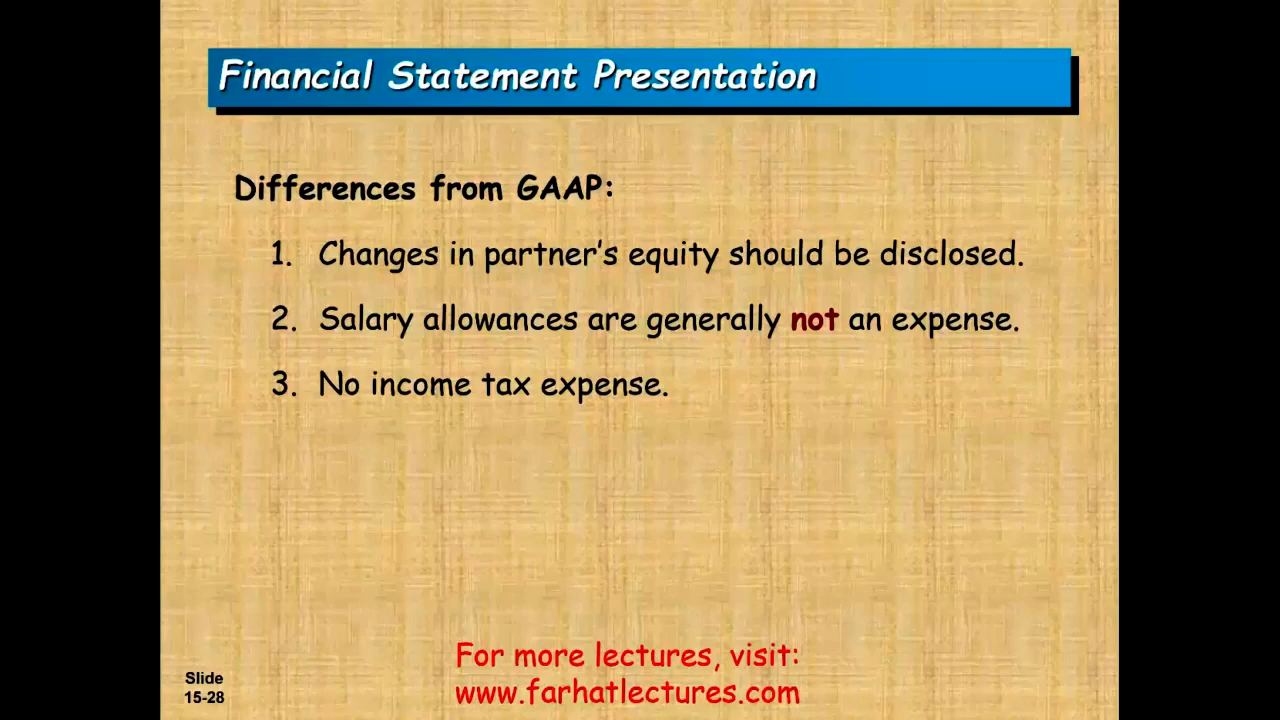 Financial Statement Presentation
Differences from GAAP:
1. Changes in partner's equity should be disclosed.
2. Salary allowances are generally not an expense.
3. No income tax expense.
For more lectures, visit:
www.farhatlectures.com
Slide
15-28